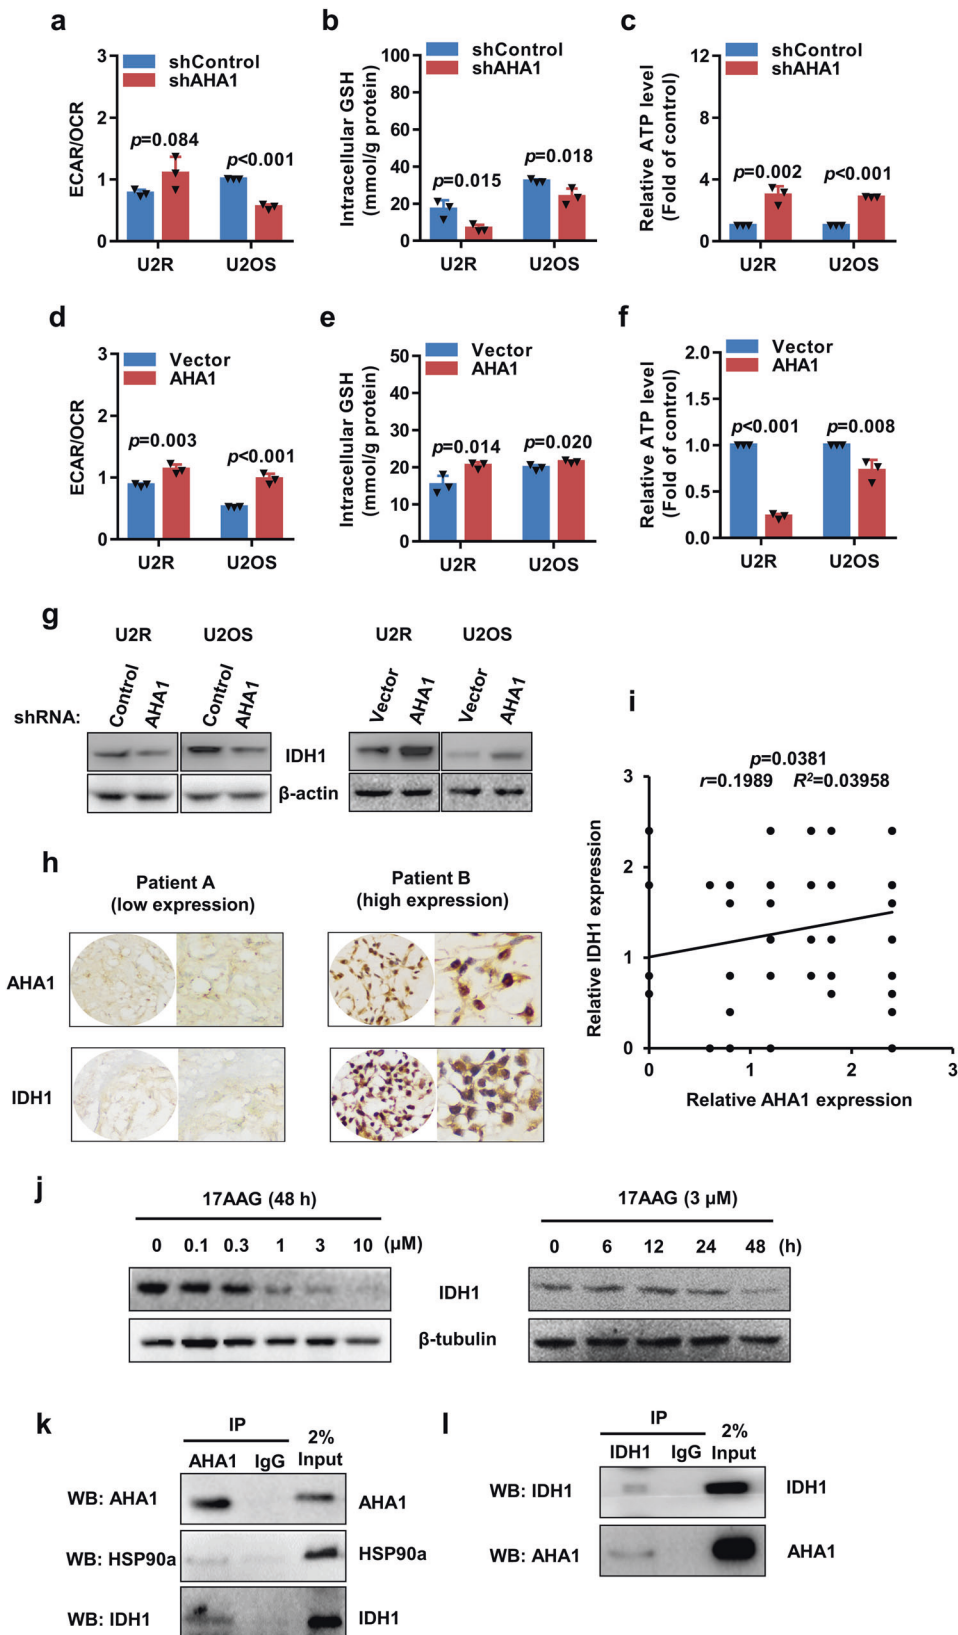 a
ECAR/OCR
3
2
1
0
shControl
shAHA1
p=0.084
p<0.001
U2R
U2OS
b
Intracellular GSH
(mmol/g protein)
100
80
60
40
20
0
shControl
shAHA1
p=0.015
p=0.018
U2R
U2OS
c
Relative ATP level
(Fold of control)
12
8
4
0
shControl
shAHA1
p=0.002
p<0.001
U2R
U2OS
d
ECAR/OCR
3
2
1
0
Vector
AHA1
p=0.003
p<0.001
U2R
U2OS
e
Intracellular GSH
(mmol/g protein)
50
40
30
20
10
0
Vector
AHA1
p=0.014
p=0.020
U2R
U2OS
f
Relative ATP level
(Fold of control)
2.0
1.5
1.0
0.5
0.0
Vector
AHA1
p<0.001
p=0.008
U2R
U2OS
g
U2R
U2OS
shRNA:
Control
AHA1
Control
AHA1
U2R
U2OS
Vector
AHA1
Vector
AHA1
IDH1
β-actin
h
Patient A
(low expression)
Patient B
(high expression)
AHA1
IDH1
i
p=0.0381
r=0.1989 R²=0.03958
Relative IDH1 expression
3
2
1
0
0
1
2
3
Relative AHA1 expression
j
17AAG (48 h)
0 0.1 0.3 1 3 10 (μM)
17AAG (3 μM)
0 6 12 24 48 (h)
IDH1
β-tubulin
k
IP
2%
Input
AHA1 IgG
WB: AHA1
AHA1
WB: HSP90a
HSP90a
WB: IDH1
IDH1
l
IP
2%
Input
IDH1 IgG
WB: IDH1
IDH1
WB: AHA1
AHA1